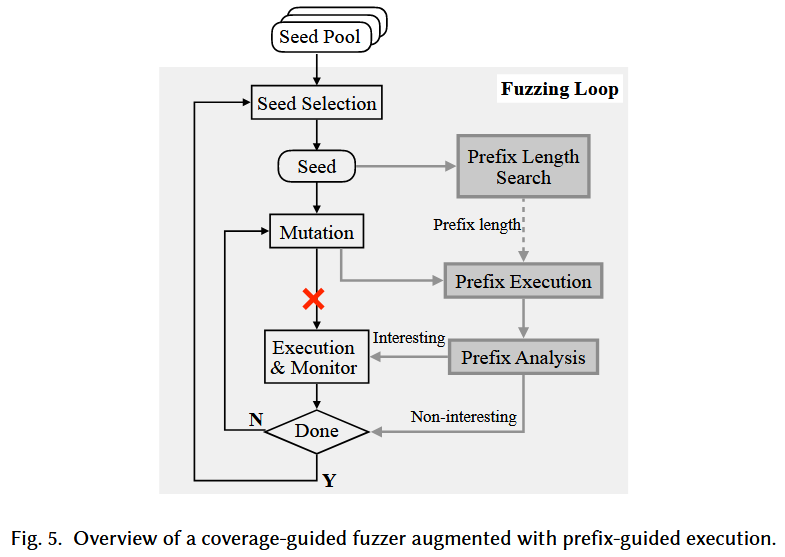 Seed Pool
Fuzzing Loop
Seed Selection
Prefix Length
Search
Seed
Prefix length
Mutation
Prefix Execution
Interesting
Execution
& Monitor
Prefix Analysis
Non-interesting
N
Done
Y
Fig. 5. Overview of a coverage-guided fuzzer augmented with prefix-guided execution.